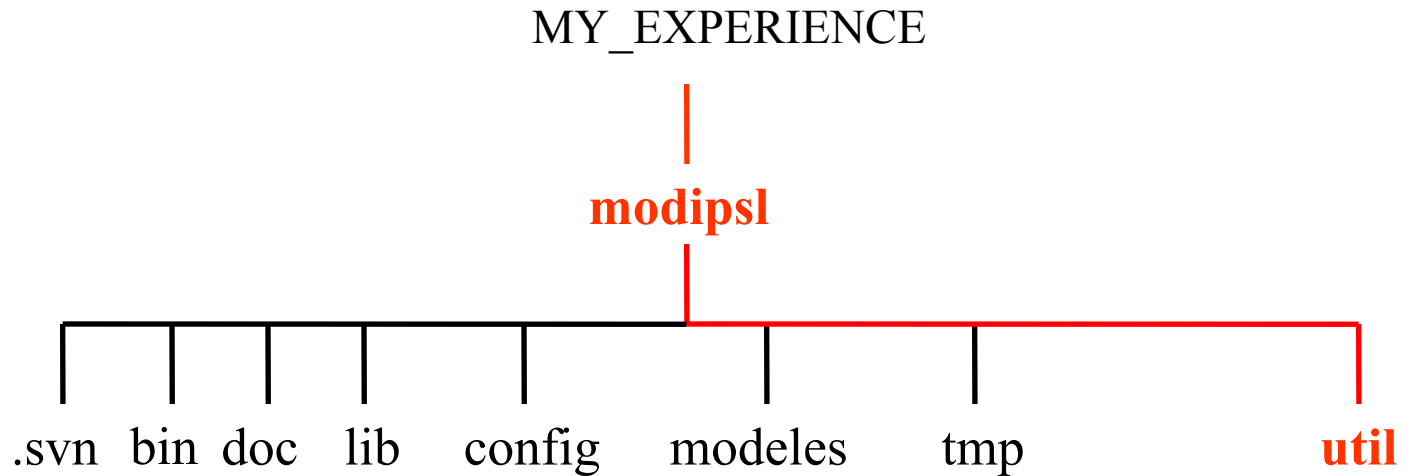 MY_EXPERIENCE
modipsl
.svn bin doc lib config modeles tmp util